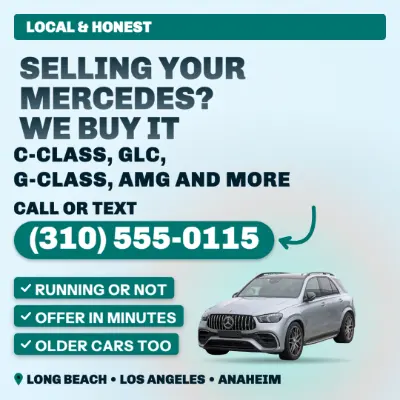 LOCAL & HONEST
SELLING YOUR
MERCEDES?
WE BUY IT
C-CLASS, GLC,
G-CLASS, AMG AND MORE
CALL OR TEXT
(310) 555-0115
RUNNING OR NOT
OFFER IN MINUTES
OLDER CARS TOO
LONG BEACH • LOS ANGELES • ANAHEIM